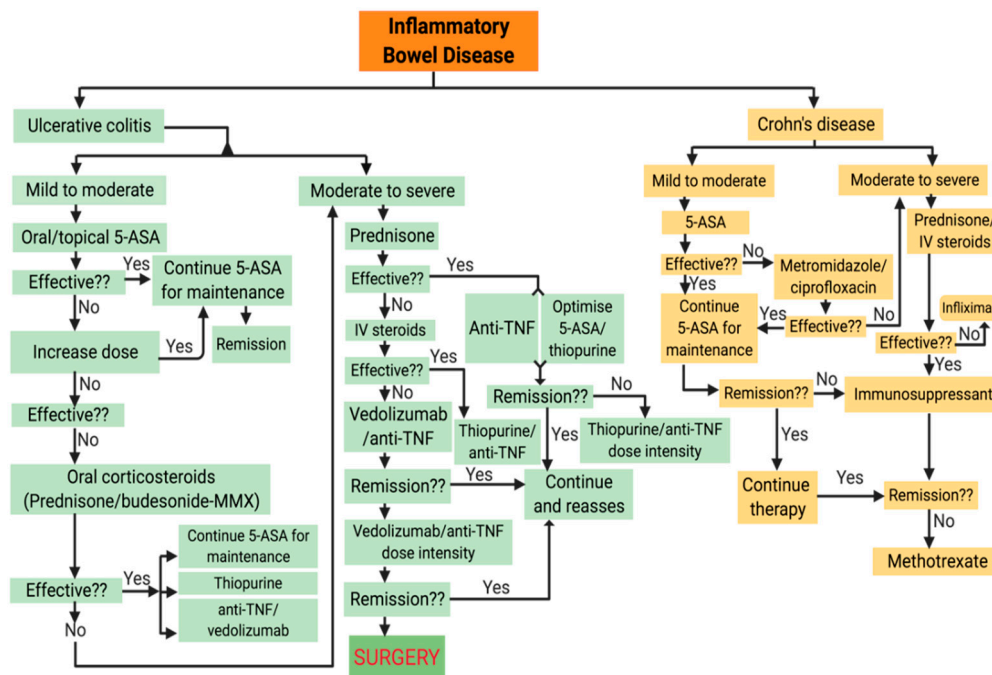 Inflammatory
Bowel Disease
Ulcerative colitis
Mild to moderate
Oral/topical 5-ASA
Effective??
Yes
Continue 5-ASA
for maintenance
No
Increase dose
Yes
Remission
No
Effective??
No
Oral corticosteroids
(Prednisone/budesonide-MMX)
Effective??
Yes
Continue 5-ASA for
maintenance
Thiopurine
anti-TNF/
vedolizumab
No
Moderate to severe
Prednisone
Effective??
Yes
No
IV steroids
Effective??
Yes
No
Anti-TNF
Optimise
5-ASA/
thiopurine
Remission??
No
Yes
Thiopurine/anti-TNF
dose intensity
Thiopurine/
anti-TNF
Vedolizumab
/anti-TNF
Remission??
Yes
Continue
and reasses
Vedolizumab/anti-TNF
dose intensity
Remission??
Yes
SURGERY
Crohn's disease
Mild to moderate
5-ASA
Effective??
No
Yes
Metromidazole/
ciprofloxacin
Effective??
Yes
No
Continue
5-ASA for
maintenance
Remission??
No
Yes
Continue
therapy
Yes
Moderate to severe
Prednisone/
IV steroids
Effective??
No
Inflixima
Yes
Immunosuppressant
Remission??
No
Methotrexate